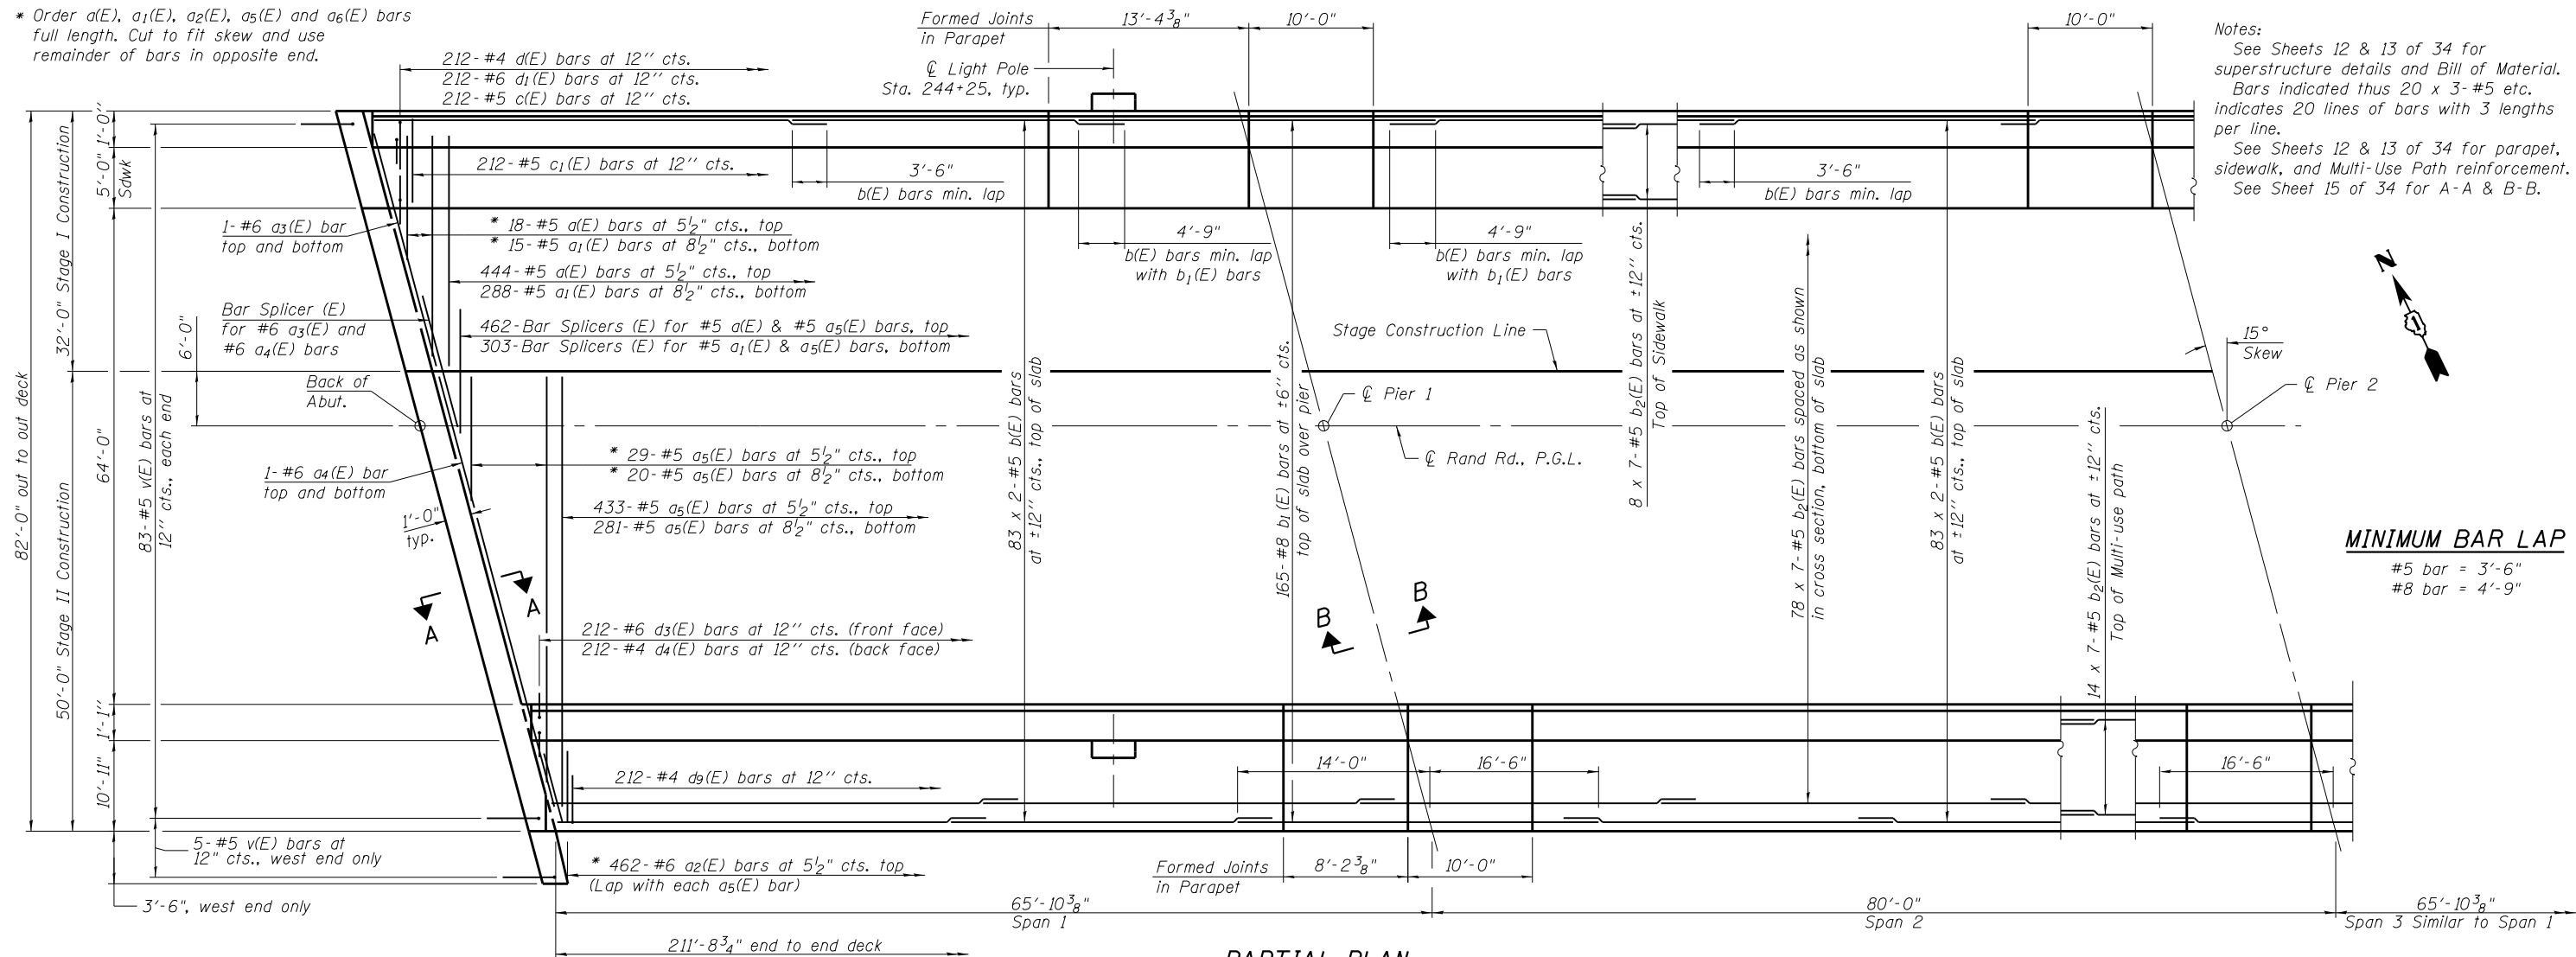 * Order a(E), a1(E), a2(E), a5(E) and a6(E) bars
full length. Cut to fit skew and use
remainder of bars in opposite end.
212-#4 d(E) bars at 12'' cts.
212-#6 d1(E) bars at 12'' cts.
212-#5 c(E) bars at 12'' cts.
Formed Joints
in Parapet
13'-4 3/8"
10'-0"
℄ Light Pole
Sta. 244+25, typ.
10'-0"
Notes:
See Sheets 12 & 13 of 34 for
superstructure details and Bill of Material.
Bars indicated thus 20 x 3-#5 etc.
indicates 20 lines of bars with 3 lengths
per line.
See Sheets 12 & 13 of 34 for parapet,
sidewalk, and Multi-Use Path reinforcement.
See Sheet 15 of 34 for A-A & B-B.
82'-0" out to out deck
32'-0" Stage I Construction
50'-0" Stage II Construction
1'-0''
5'-0"
Sdwk
64'-0"
1'-1''
10'-11"
83-#5 v(E) bars at
12'' cts., each end
6'-0"
212-#5 c1(E) bars at 12'' cts.
3'-6"
b(E) bars min. lap
3'-6"
b(E) bars min. lap
1-#6 a3(E) bar
top and bottom
* 18-#5 a(E) bars at 5 1/2" cts., top
* 15-#5 a1(E) bars at 8 1/2" cts., bottom
4'-9"
b(E) bars min. lap
with b1(E) bars
4'-9"
b(E) bars min. lap
with b1(E) bars
444-#5 a(E) bars at 5 1/2" cts., top
288-#5 a1(E) bars at 8 1/2" cts., bottom
Bar Splicer (E)
for #6 a3(E) and
#6 a4(E) bars
462-Bar Splicers (E) for #5 a(E) & #5 a5(E) bars, top
303-Bar Splicers (E) for #5 a1(E) & a5(E) bars, bottom
Stage Construction Line
15°
Skew
N
Back of
Abut.
℄ Pier 1
℄ Pier 2
℄ Rand Rd., P.G.L.
83 x 2-#5 b(E) bars
at ±12'' cts., top of slab
165-#8 b1(E) bars at ±6'' cts.
top of slab over pier
8 x 7-#5 b2(E) bars at ±12'' cts.
Top of Sidewalk
78 x 7-#5 b2(E) bars spaced as shown
in cross section, bottom of slab
83 x 2-#5 b(E) bars
at ±12'' cts., top of slab
14 x 7-#5 b2(E) bars at ±12'' cts.
Top of Multi-use path
* 29-#5 a5(E) bars at 5 1/2" cts., top
* 20-#5 a5(E) bars at 8 1/2" cts., bottom
1-#6 a4(E) bar
top and bottom
1'-0"
typ.
433-#5 a5(E) bars at 5 1/2" cts., top
281-#5 a5(E) bars at 8 1/2" cts., bottom
MINIMUM BAR LAP
#5 bar = 3'-6"
#8 bar = 4'-9"
A
A
B
B
212-#6 d3(E) bars at 12'' cts. (front face)
212-#4 d4(E) bars at 12'' cts. (back face)
212-#4 d9(E) bars at 12'' cts.
14'-0"
16'-6"
16'-6"
5-#5 v(E) bars at
12" cts., west end only
* 462-#6 a2(E) bars at 5 1/2" cts. top
(Lap with each a5(E) bar)
Formed Joints
in Parapet
8'-2 3/8"
10'-0"
3'-6", west end only
65'-10 3/8"
Span 1
80'-0"
Span 2
65'-10 3/8"
Span 3 Similar to Span 1
211'-8 3/4" end to end deck
PARTIAL PLAN